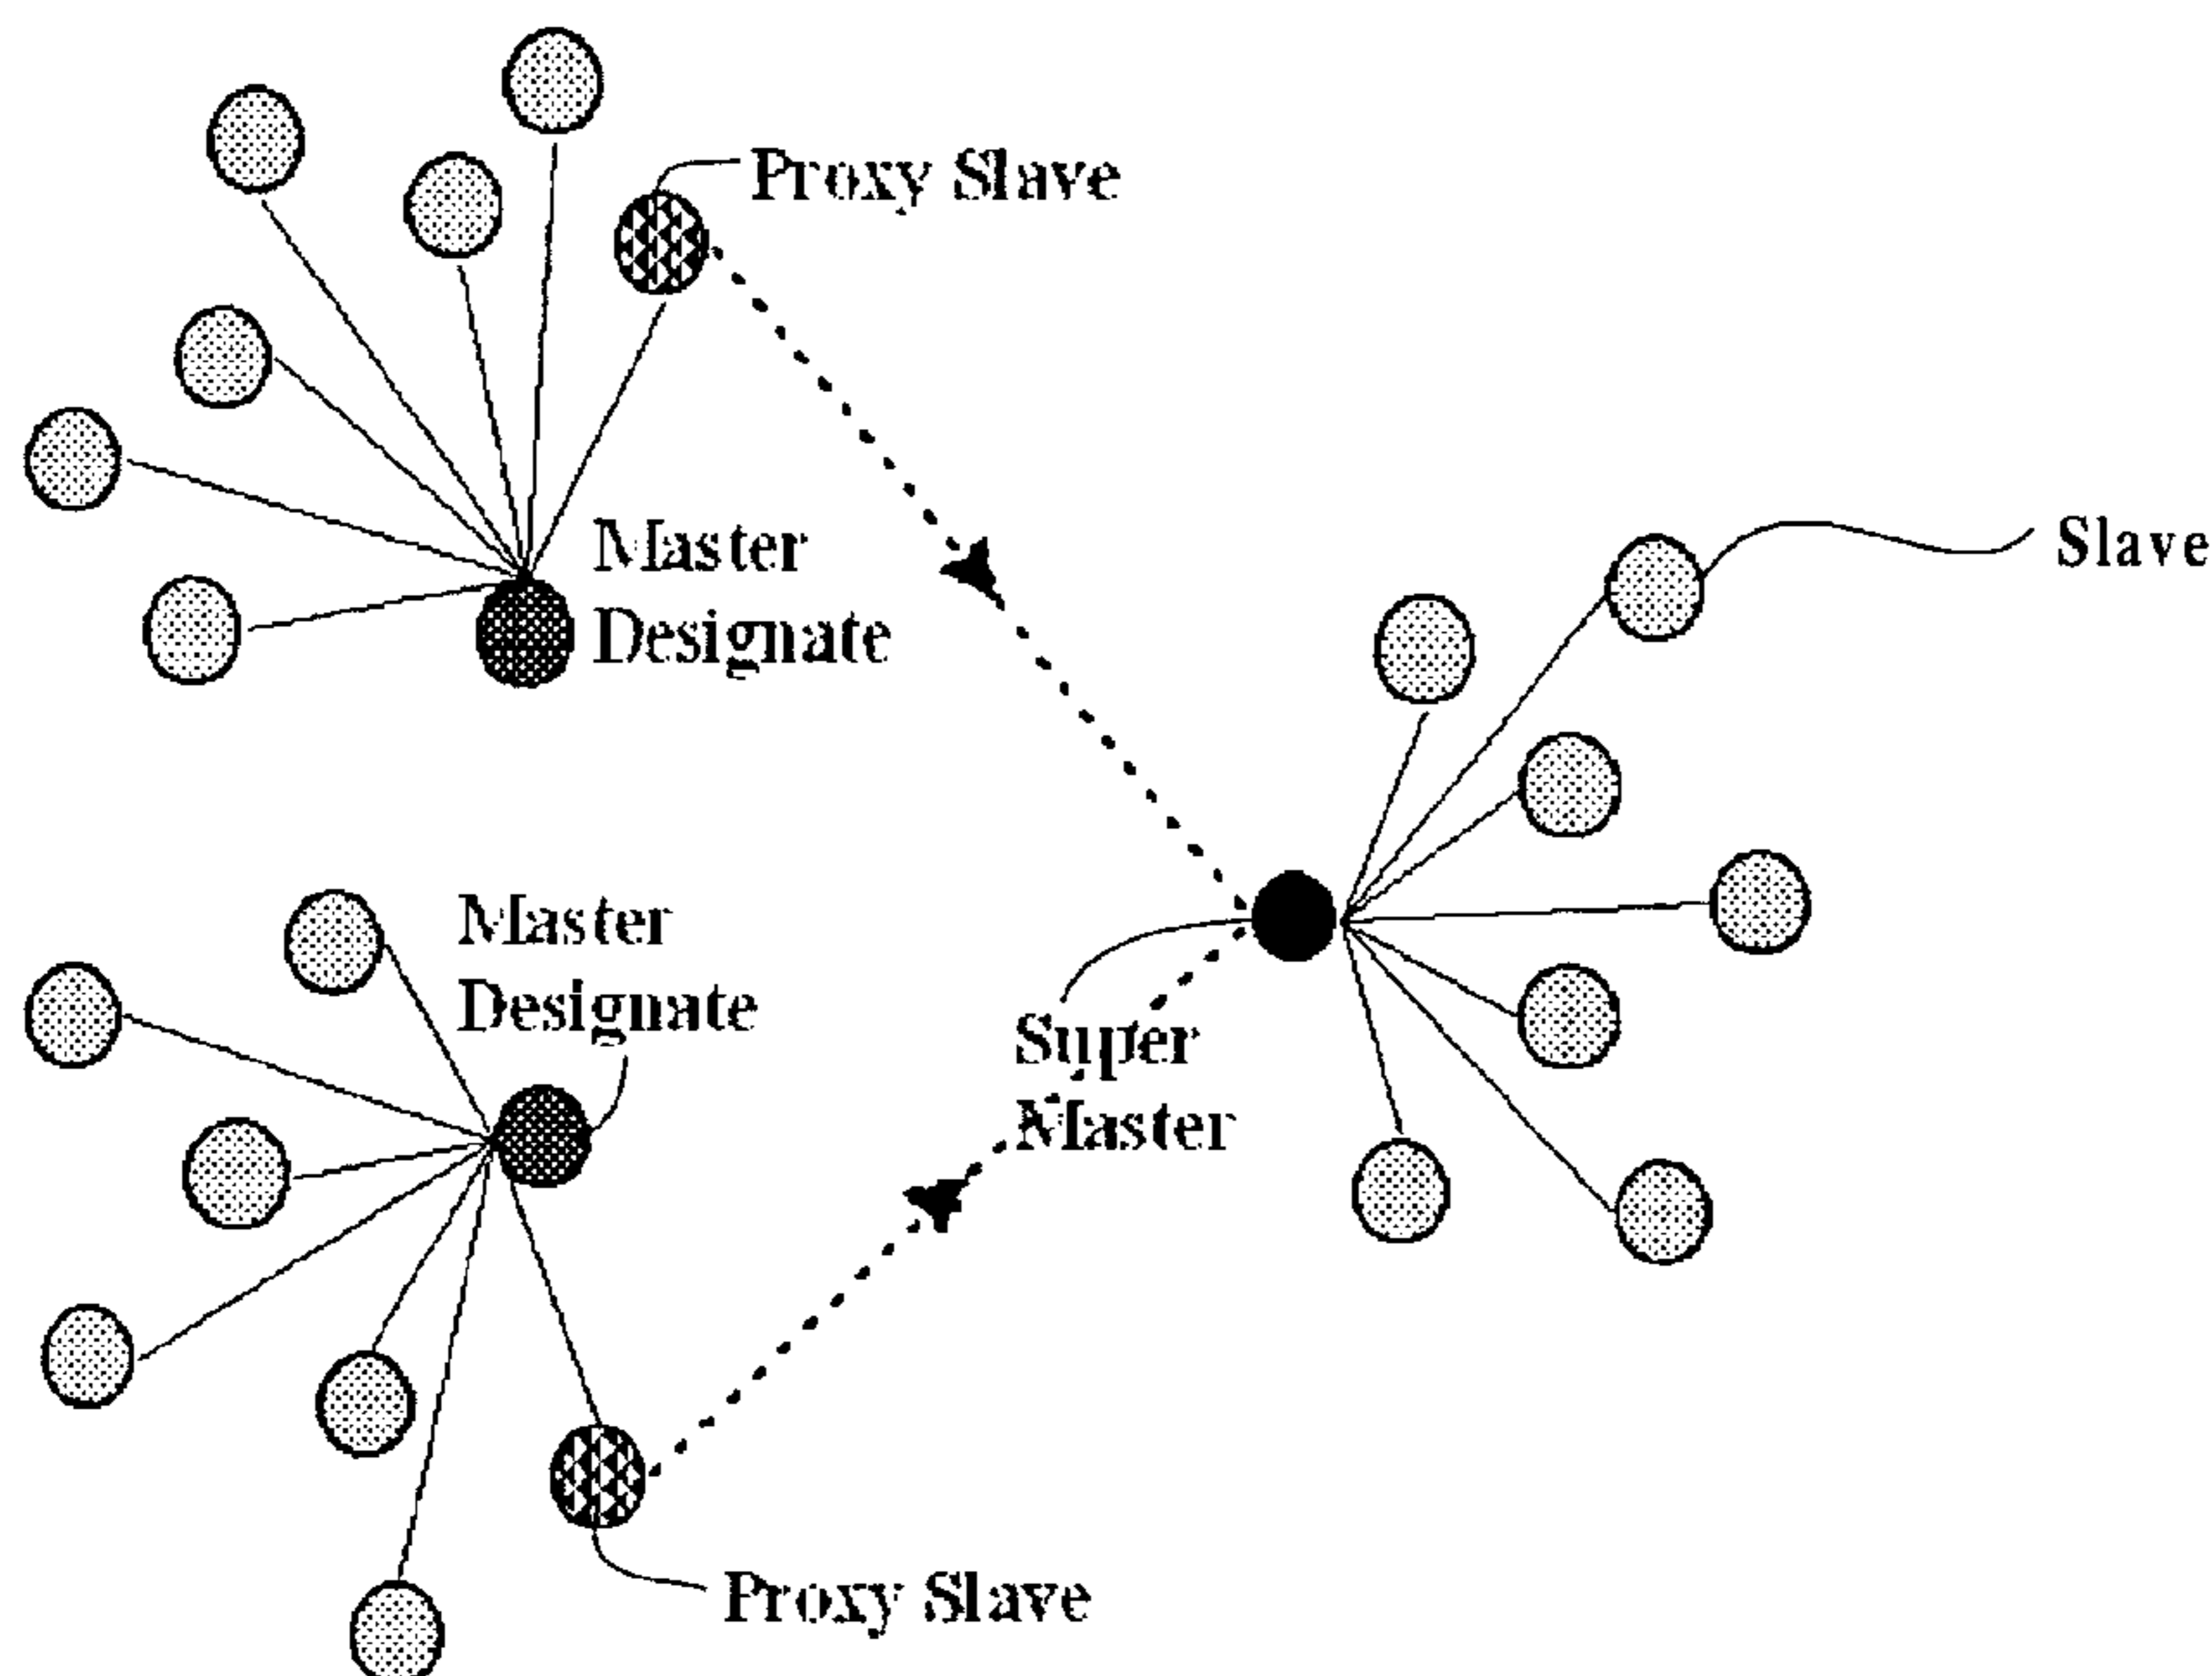 Proxy Slave
Master
Designate
Slave
Master
Designate
Super
Master
Proxy Slave